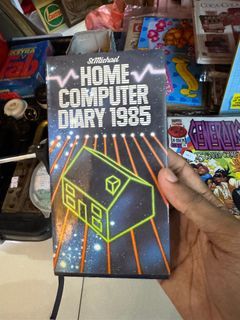 St Michael
HOME
COMPUTER
DIARY 1985